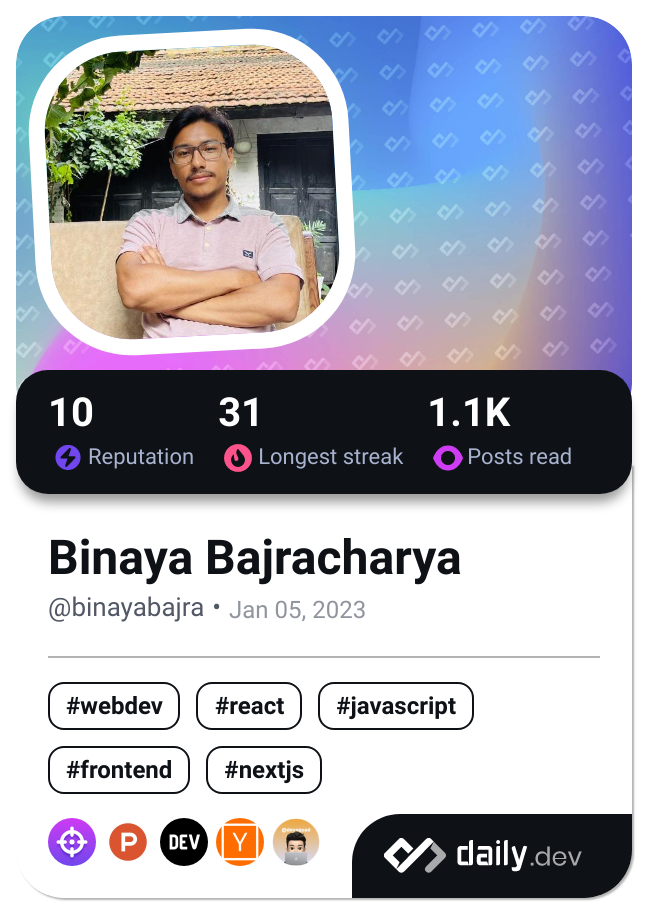 10 31 1.1K
Reputation Longest streak Posts read
Binaya Bajracharya
@binayabajra • Jan 05, 2023
#webdev #react #javascript
#frontend #nextjs
P DEV Y
daily.dev